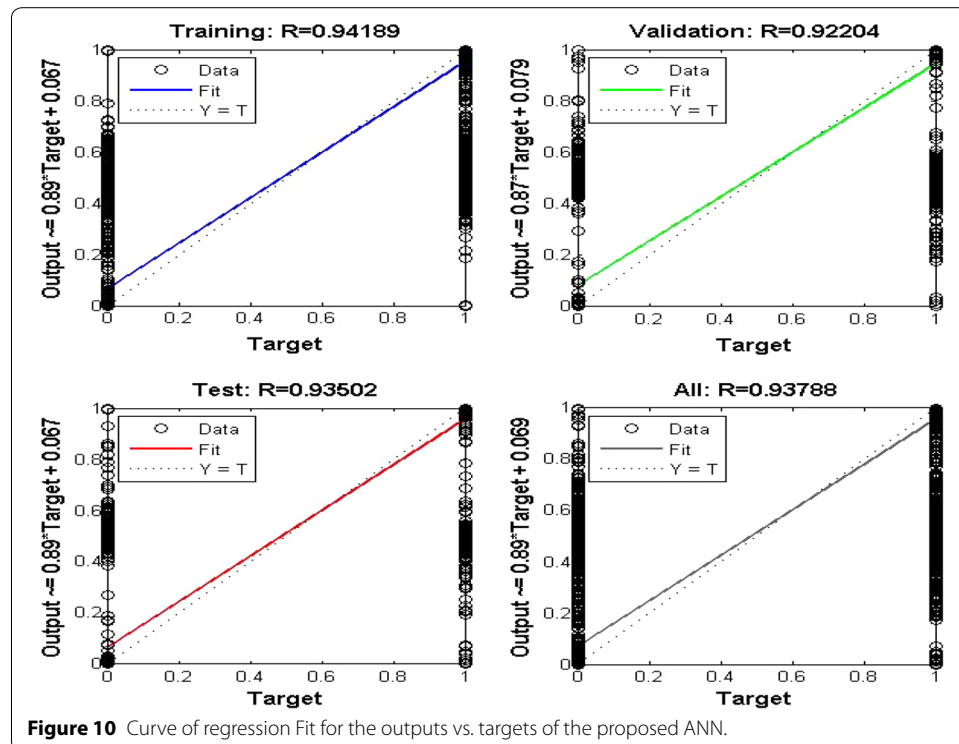 Training: R=0.94189
Output ~= 0.89*Target + 0.067
1
0.8
0.6
0.4
0.2
0
Data
Fit
Y = T
0 0.2 0.4 0.6 0.8 1
Target
Validation: R=0.92204
Output ~= 0.87*Target + 0.079
1
0.8
0.6
0.4
0.2
0
Data
Fit
Y = T
0 0.2 0.4 0.6 0.8 1
Target
Test: R=0.93502
Output ~= 0.89*Target + 0.067
1
0.8
0.6
0.4
0.2
0
Data
Fit
Y = T
0 0.2 0.4 0.6 0.8 1
Target
All: R=0.93788
Output ~= 0.89*Target + 0.069
1
0.8
0.6
0.4
0.2
0
Data
Fit
Y = T
0 0.2 0.4 0.6 0.8 1
Target
Figure 10 Curve of regression Fit for the outputs vs. targets of the proposed ANN.